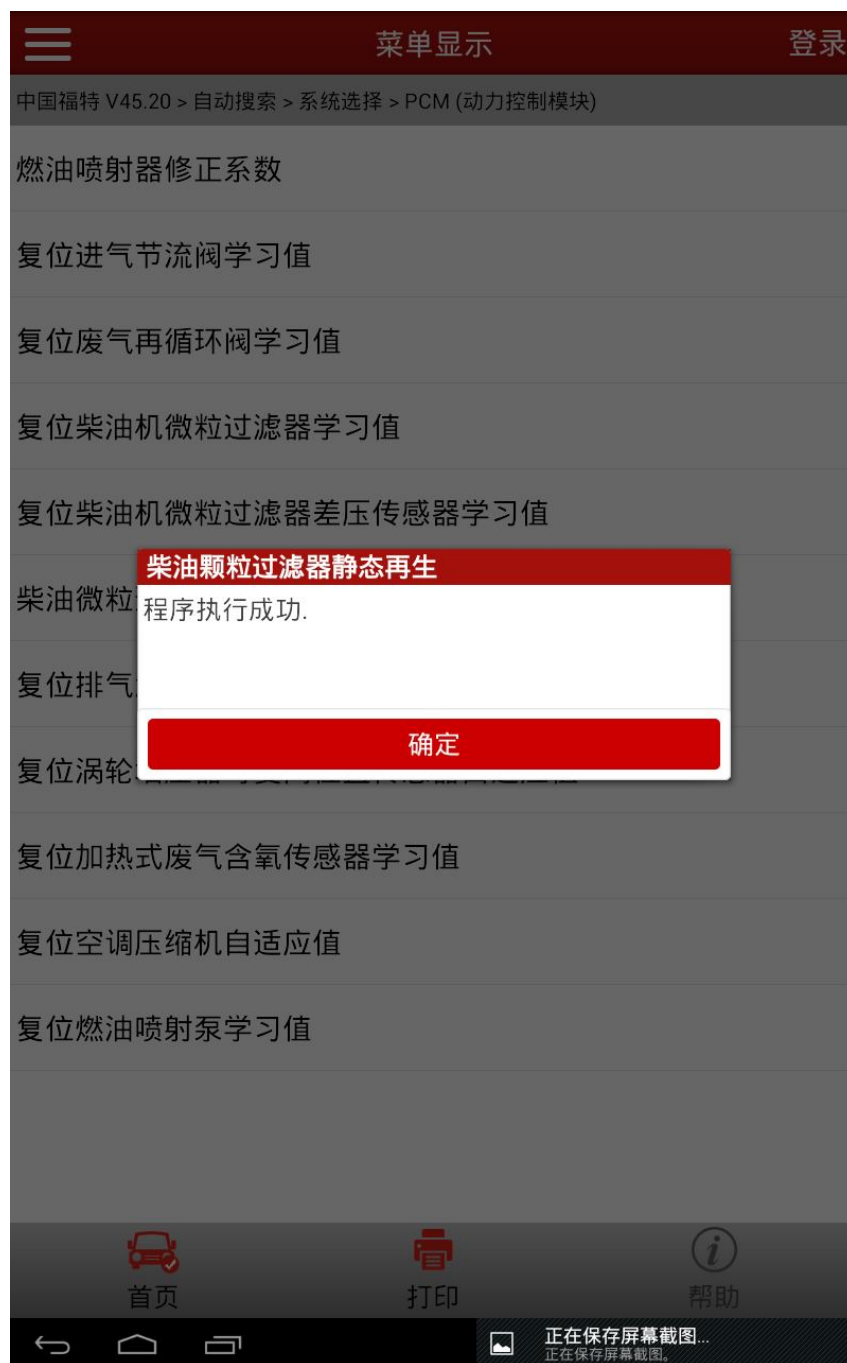 菜单显示
登录
中国福特 V45.20 > 自动搜索 > 系统选择 > PCM (动力控制模块)
燃油喷射器修正系数
复位进气节流阀学习值
复位废气再循环阀学习值
复位柴油机微粒过滤器学习值
复位柴油机微粒过滤器差压传感器学习值
柴油微粒
柴油颗粒过滤器静态再生
程序执行成功.
复位排气
确定
复位涡轮
复位加热式废气含氧传感器学习值
复位空调压缩机自适应值
复位燃油喷射泵学习值
首页
打印
帮助
正在保存屏幕截图...
正在保存屏幕截图。